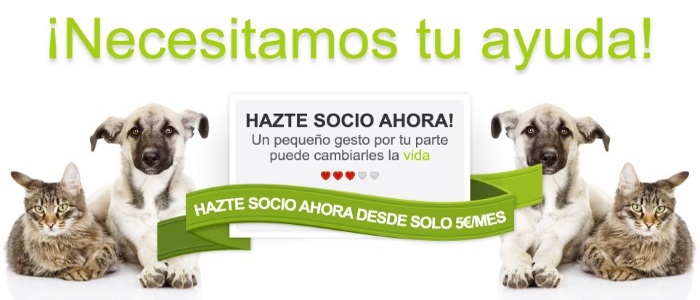 ¡Necesitamos tu ayuda!
HAZTE SOCIO AHORA!
Un pequeño gesto por tu parte
puede cambiarles la vida
HAZTE SOCIO AHORA DESDE SOLO 5€/MES